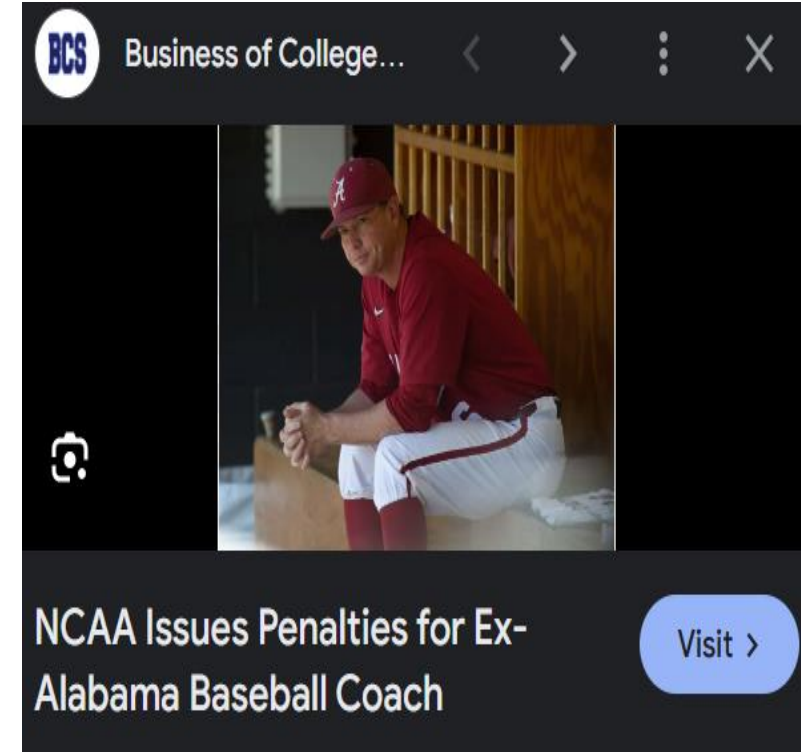 BCS
Business of College...
A
NCAA Issues Penalties for Ex-
Alabama Baseball Coach
Visit >